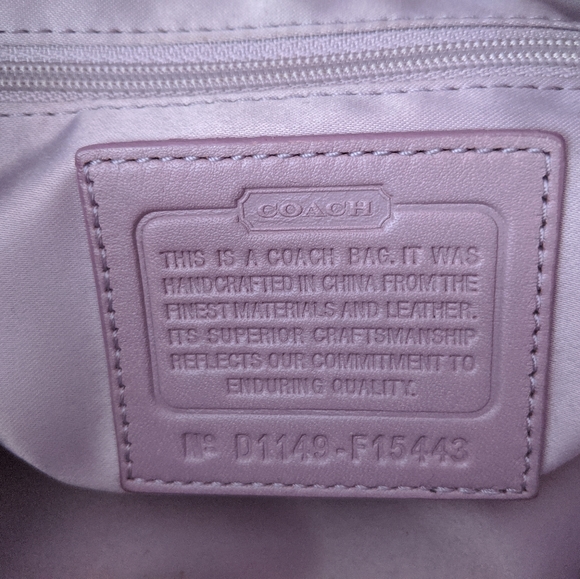 COACH
THIS IS A COACH BAG. IT WAS
HANDCRAFTED IN CHINA FROM THE
FINEST MATERIALS AND LEATHER.
ITS SUPERIOR CRAFTSMANSHIP
REFLECTS OUR COMMITMENT TO
ENDURING QUALITY.
Nº D1149-F15443